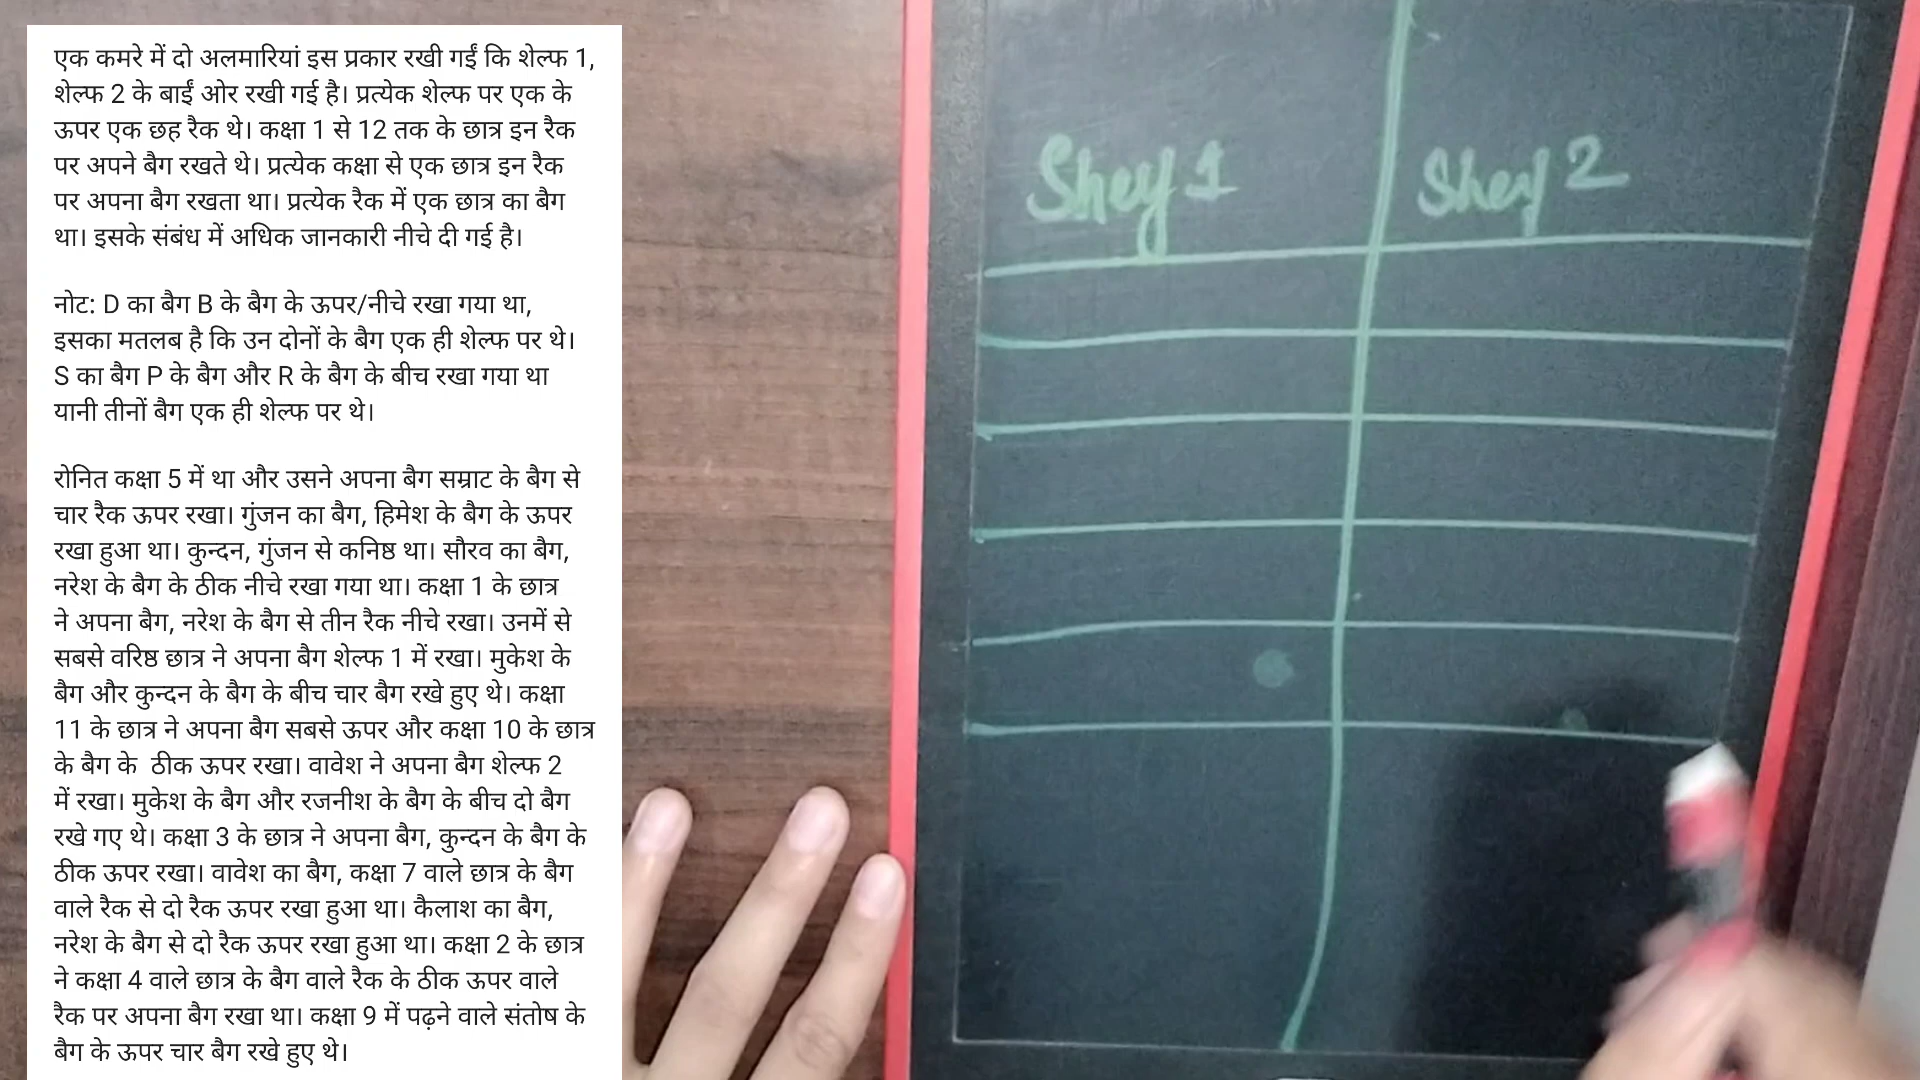 एक कमरे में दो अलमारियां इस प्रकार रखी गईं कि शेल्फ 1,
शेल्फ 2 के बाईं ओर रखी गई है। प्रत्येक शेल्फ पर एक के
ऊपर एक छह रैक थे। कक्षा 1 से 12 तक के छात्र इन रैक
पर अपने बैग रखते थे। प्रत्येक कक्षा से एक छात्र इन रैक
पर अपना बैग रखता था। प्रत्येक रैक में एक छात्र का बैग
था। इसके संबंध में अधिक जानकारी नीचे दी गई है।
नोट: D का बैग B के बैग के ऊपर/नीचे रखा गया था,
इसका मतलब है कि उन दोनों के बैग एक ही शेल्फ पर थे।
S का बैग P के बैग और R के बैग के बीच रखा गया था
यानी तीनों बैग एक ही शेल्फ पर थे।
रोनित कक्षा 5 में था और उसने अपना बैग सम्राट के बैग से
चार रैक ऊपर रखा। गुंजन का बैग, हिमेश के बैग के ऊपर
रखा हुआ था। कुन्दन, गुंजन से कनिष्ठ था। सौरव का बैग,
नरेश के बैग के ठीक नीचे रखा गया था। कक्षा 1 के छात्र
ने अपना बैग, नरेश के बैग से तीन रैक नीचे रखा। उनमें से
सबसे वरिष्ठ छात्र ने अपना बैग शेल्फ 1 में रखा। मुकेश के
बैग और कुन्दन के बैग के बीच चार बैग रखे हुए थे। कक्षा
11 के छात्र ने अपना बैग सबसे ऊपर और कक्षा 10 के छात्र
के बैग के ठीक ऊपर रखा। वावेश ने अपना बैग शेल्फ 2
में रखा। मुकेश के बैग और रजनीश के बैग के बीच दो बैग
रखे गए थे। कक्षा 3 के छात्र ने अपना बैग, कुन्दन के बैग के
ठीक ऊपर रखा। वावेश का बैग, कक्षा 7 वाले छात्र के बैग
वाले रैक से दो रैक ऊपर रखा हुआ था। कैलाश का बैग,
नरेश के बैग से दो रैक ऊपर रखा हुआ था। कक्षा 2 के छात्र
ने कक्षा 4 वाले छात्र के बैग वाले रैक के ठीक ऊपर वाले
रैक पर अपना बैग रखा था। कक्षा 9 में पढ़ने वाले संतोष के
बैग के ऊपर चार बैग रखे हुए थे।
Shelf 1
Shelf 2